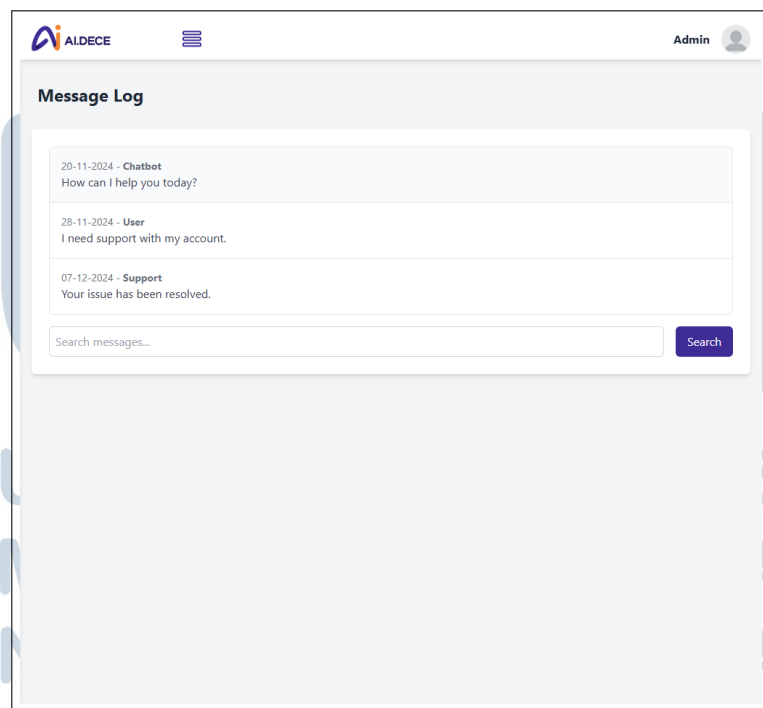 Ai AI.DECE
Admin
Message Log
20-11-2024 - Chatbot
How can I help you today?
28-11-2024 - User
I need support with my account.
07-12-2024 - Support
Your issue has been resolved.
Search messages...
Search